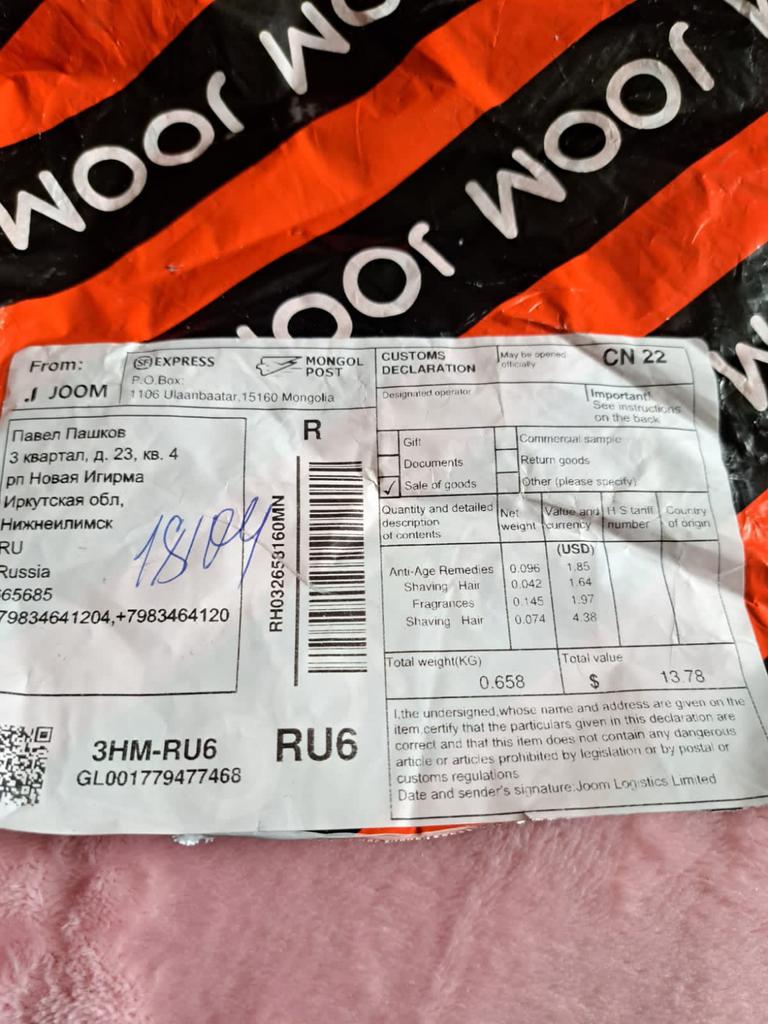 JOOM
JOOM
JOOM
From:
JOOM
SF EXPRESS
P.O.Box:
1106 Ulaanbaatar,15160 Mongolia
MONGOL
POST
Павел Пашков
3 квартал, д. 23, кв. 4
рп Новая Игирма
Иркутская обл,
Нижнеилимск
RU
Russia
65685
79834641204,+7983464120
18/04
R
RH032653160MN
3HM-RU6
GL001779477468
RU6
CUSTOMS
DECLARATION
May be opened
officially
CN 22
Designated operator
Important!
See instructions
on the back
Gift
Commercial sample
Documents
Return goods
✓ Sale of goods
Other (please specify)
Quantity and detailed
description
of contents
Net
weight
Value and
currency
H S tariff
number
Country
of origin
(USD)
Anti-Age Remedies 0.096 1.85
Shaving Hair 0.042 1.64
Fragrances 0.145 1.97
Shaving Hair 0.074 4.38
Total weight(KG)
0.658
Total value
$ 13.78
I,the undersigned,whose name and address are given on the
item,certify that the particulars given in this declaration are
correct and that this item does not contain any dangerous
article or articles prohibited by legislation or by postal or
customs regulations
Date and sender's signature:Joom Logistics Limited